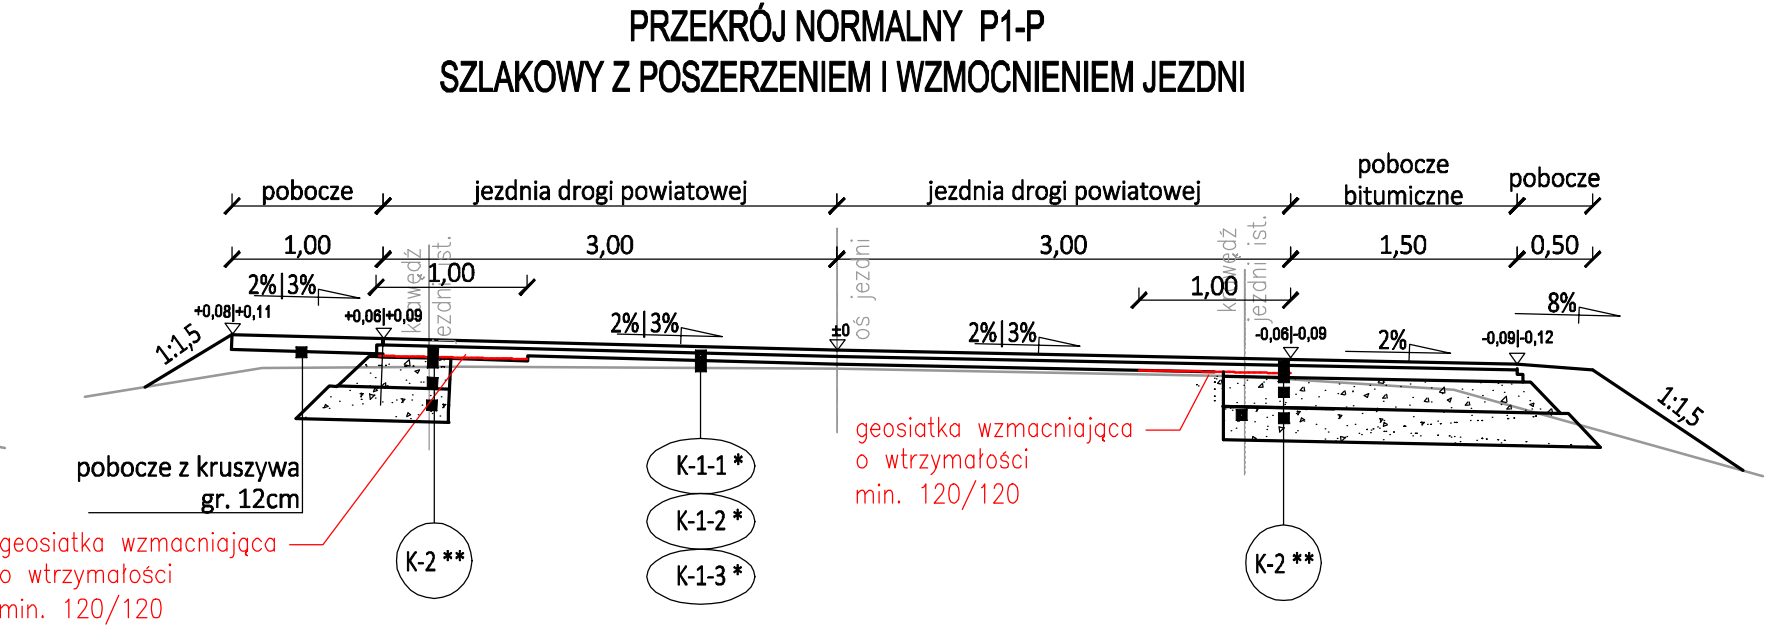 PRZEKRÓJ NORMALNY P1-P
SZLAKOWY Z POSZERZENIEM I WZMOCNIENIEM JEZDNI
pobocze
jezdnia drogi powiatowej
jezdnia drogi powiatowej
pobocze
bitumiczne
pobocze
1,00
3,00
3,00
1,50
0,50
krawędź
jezdni ist.
1,00
oś jezdni
krawędź
jezdni ist.
1,00
2%|3%
2%|3%
2%|3%
2%
8%
+0,08|+0,11
+0,06|+0,09
±0
-0,06|-0,09
-0,09|-0,12
1:1,5
1:1,5
pobocze z kruszywa
gr. 12cm
geosiatka wzmacniająca
o wtrzymałości
min. 120/120
geosiatka wzmacniająca
o wtrzymałości
min. 120/120
K-2 **
K-1-1 *
K-1-2 *
K-1-3 *
K-2 **